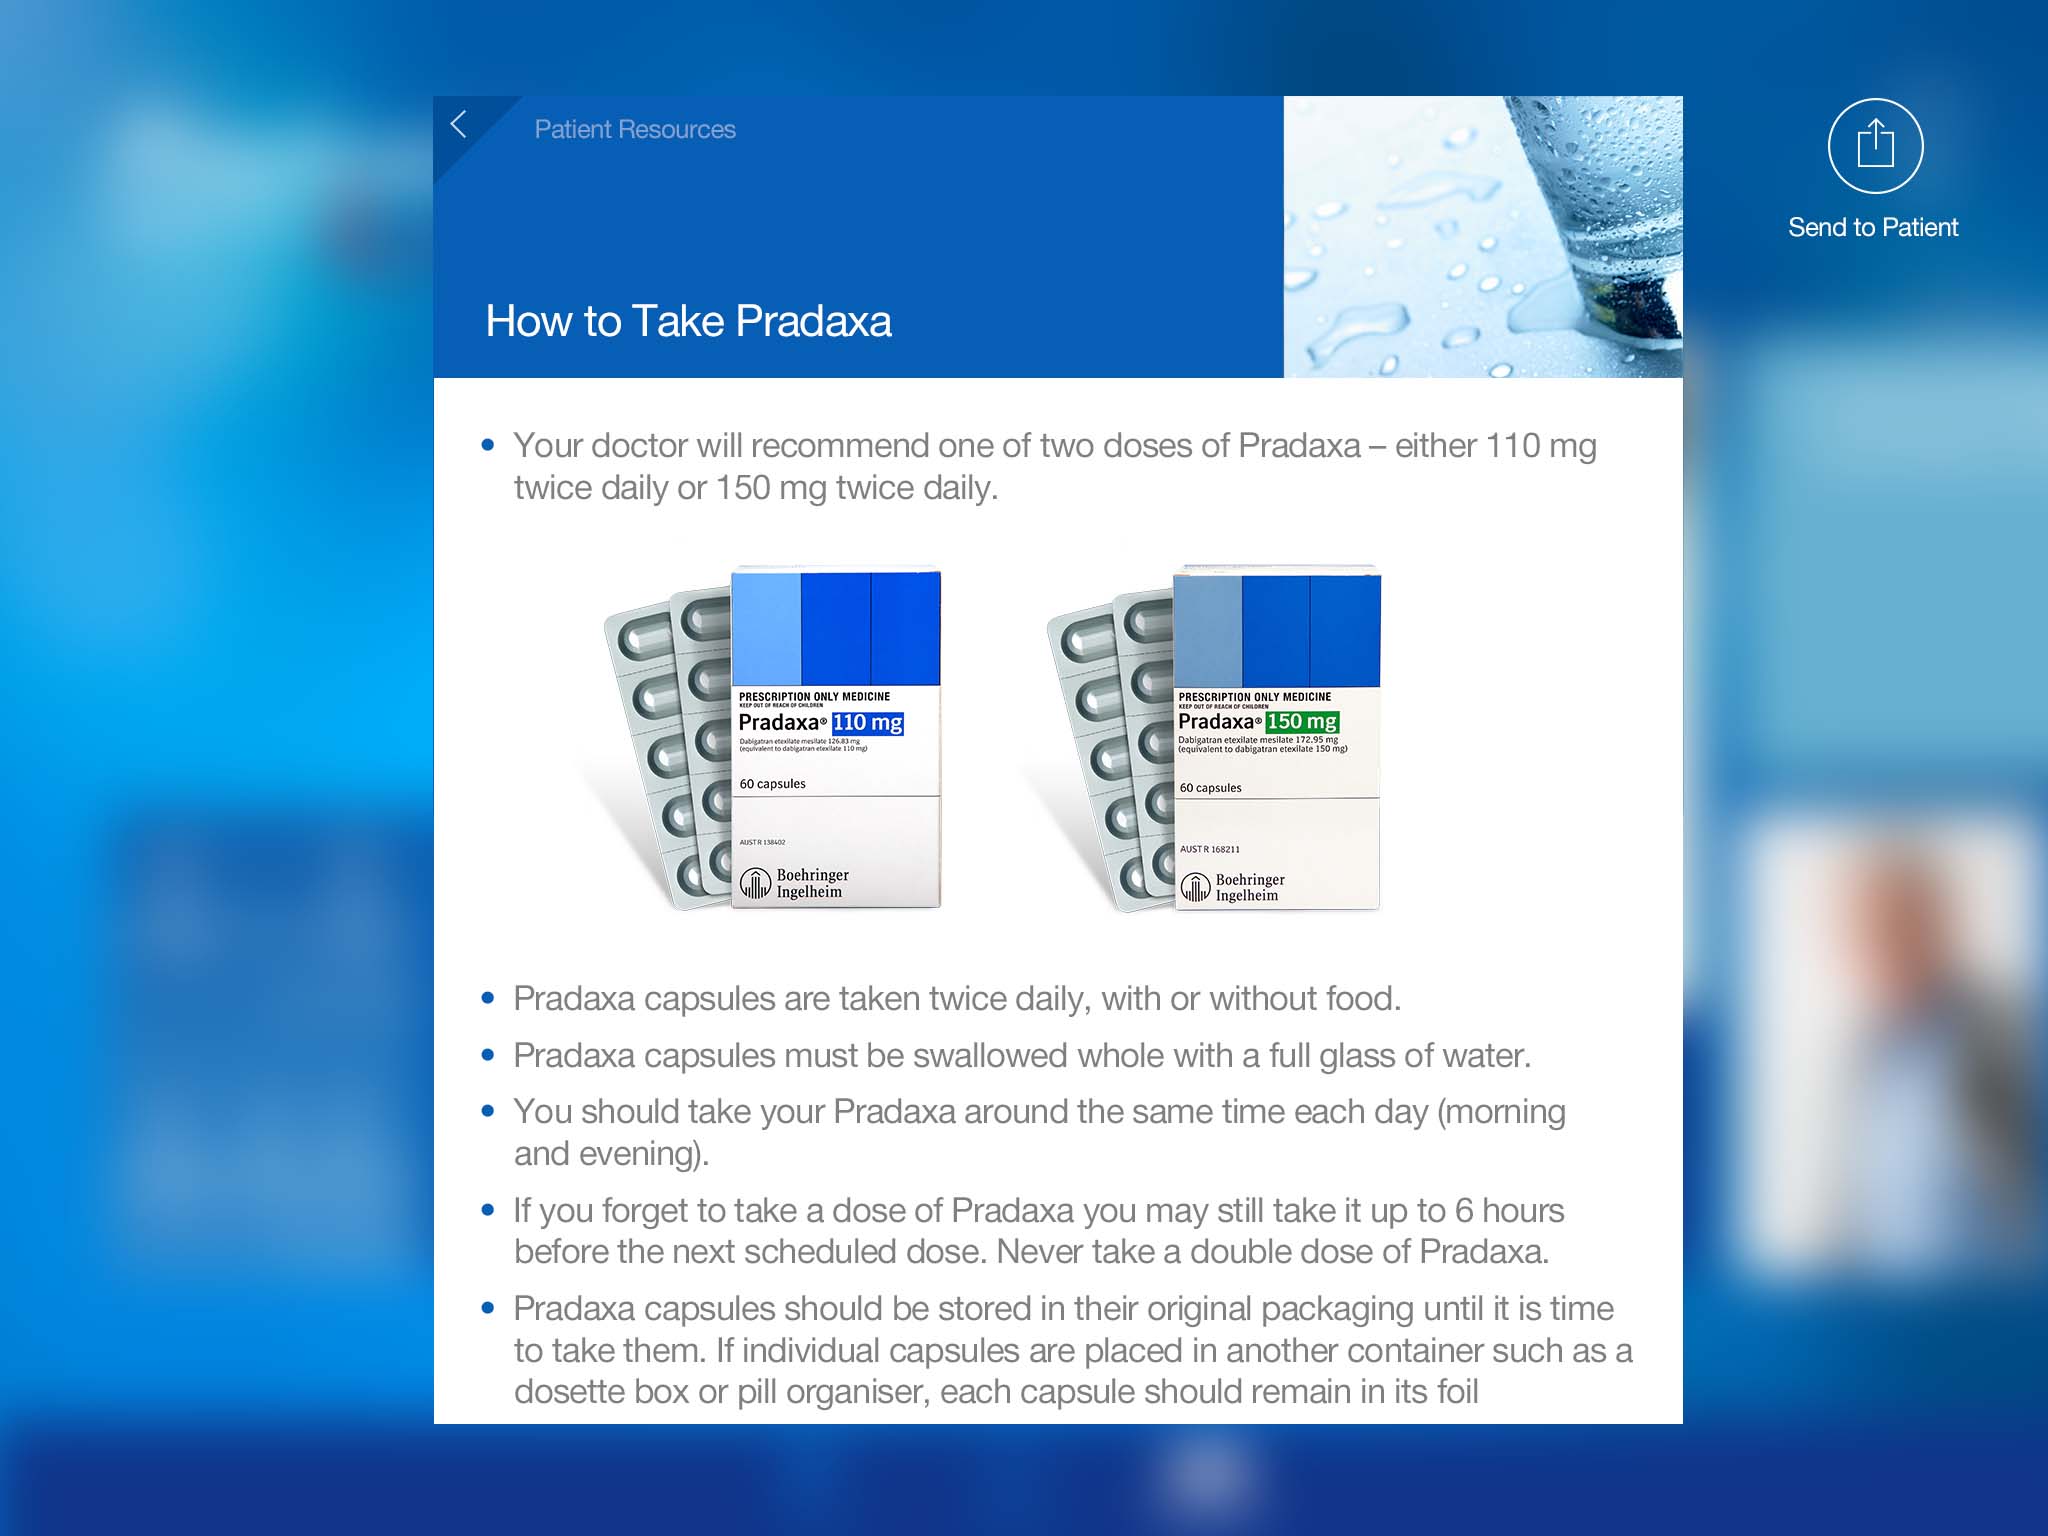 Patient Resources
Send to Patient
How to Take Pradaxa
• Your doctor will recommend one of two doses of Pradaxa – either 110 mg
twice daily or 150 mg twice daily.
PRESCRIPTION ONLY MEDICINE
KEEP OUT OF REACH OF CHILDREN
Pradaxa® 110 mg
Dabigatran etexilate mesilate 126.83 mg
(equivalent to dabigatran etexilate 110 mg)
60 capsules
AUST R 138402
Boehringer
Ingelheim
PRESCRIPTION ONLY MEDICINE
KEEP OUT OF REACH OF CHILDREN
Pradaxa® 150 mg
Dabigatran etexilate mesilate 172.95 mg
(equivalent to dabigatran etexilate 150 mg)
60 capsules
AUST R 168211
Boehringer
Ingelheim
• Pradaxa capsules are taken twice daily, with or without food.
• Pradaxa capsules must be swallowed whole with a full glass of water.
• You should take your Pradaxa around the same time each day (morning
and evening).
• If you forget to take a dose of Pradaxa you may still take it up to 6 hours
before the next scheduled dose. Never take a double dose of Pradaxa.
• Pradaxa capsules should be stored in their original packaging until it is time
to take them. If individual capsules are placed in another container such as a
dosette box or pill organiser, each capsule should remain in its foil